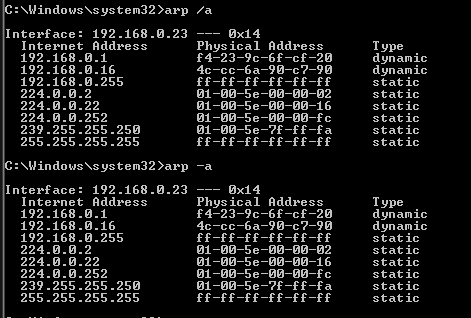 C:\Windows\system32>arp /a
Interface: 192.168.0.23 --- 0x14
Internet Address Physical Address Type
192.168.0.1 f4-23-9c-6f-cf-20 dynamic
192.168.0.16 4c-cc-6a-90-c7-90 dynamic
192.168.0.255 ff-ff-ff-ff-ff-ff static
224.0.0.2 01-00-5e-00-00-02 static
224.0.0.22 01-00-5e-00-00-16 static
224.0.0.252 01-00-5e-00-00-fc static
239.255.255.250 01-00-5e-7f-ff-fa static
255.255.255.255 ff-ff-ff-ff-ff-ff static
C:\Windows\system32>arp -a
Interface: 192.168.0.23 --- 0x14
Internet Address Physical Address Type
192.168.0.1 f4-23-9c-6f-cf-20 dynamic
192.168.0.16 4c-cc-6a-90-c7-90 dynamic
192.168.0.255 ff-ff-ff-ff-ff-ff static
224.0.0.2 01-00-5e-00-00-02 static
224.0.0.22 01-00-5e-00-00-16 static
224.0.0.252 01-00-5e-00-00-fc static
239.255.255.250 01-00-5e-7f-ff-fa static
255.255.255.255 ff-ff-ff-ff-ff-ff static